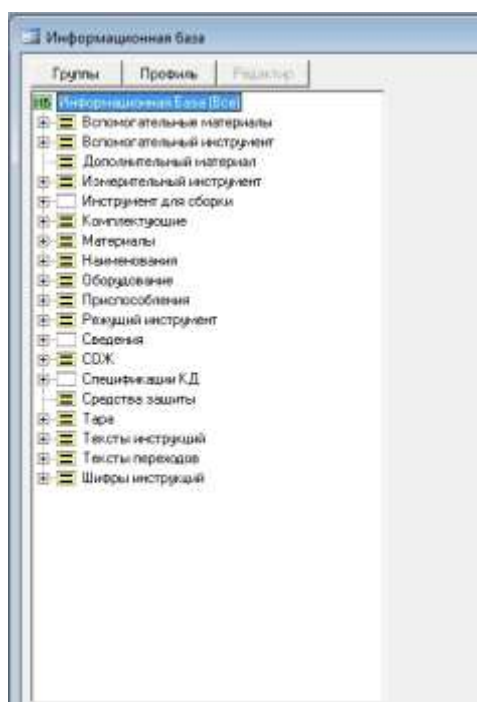 Информационная база
Группы Профиль Редактор
ИБ Информационная База (Все)
Вспомогательные материалы
Вспомогательный инструмент
Дополнительный материал
Измерительный инструмент
Инструмент для сборки
Комплектующие
Материалы
Наименования
Оборудование
Приспособления
Режущий инструмент
Сведения
СОЖ
Спецификации КД
Средства защиты
Тара
Тексты инструкций
Тексты переходов
Шифры инструкций